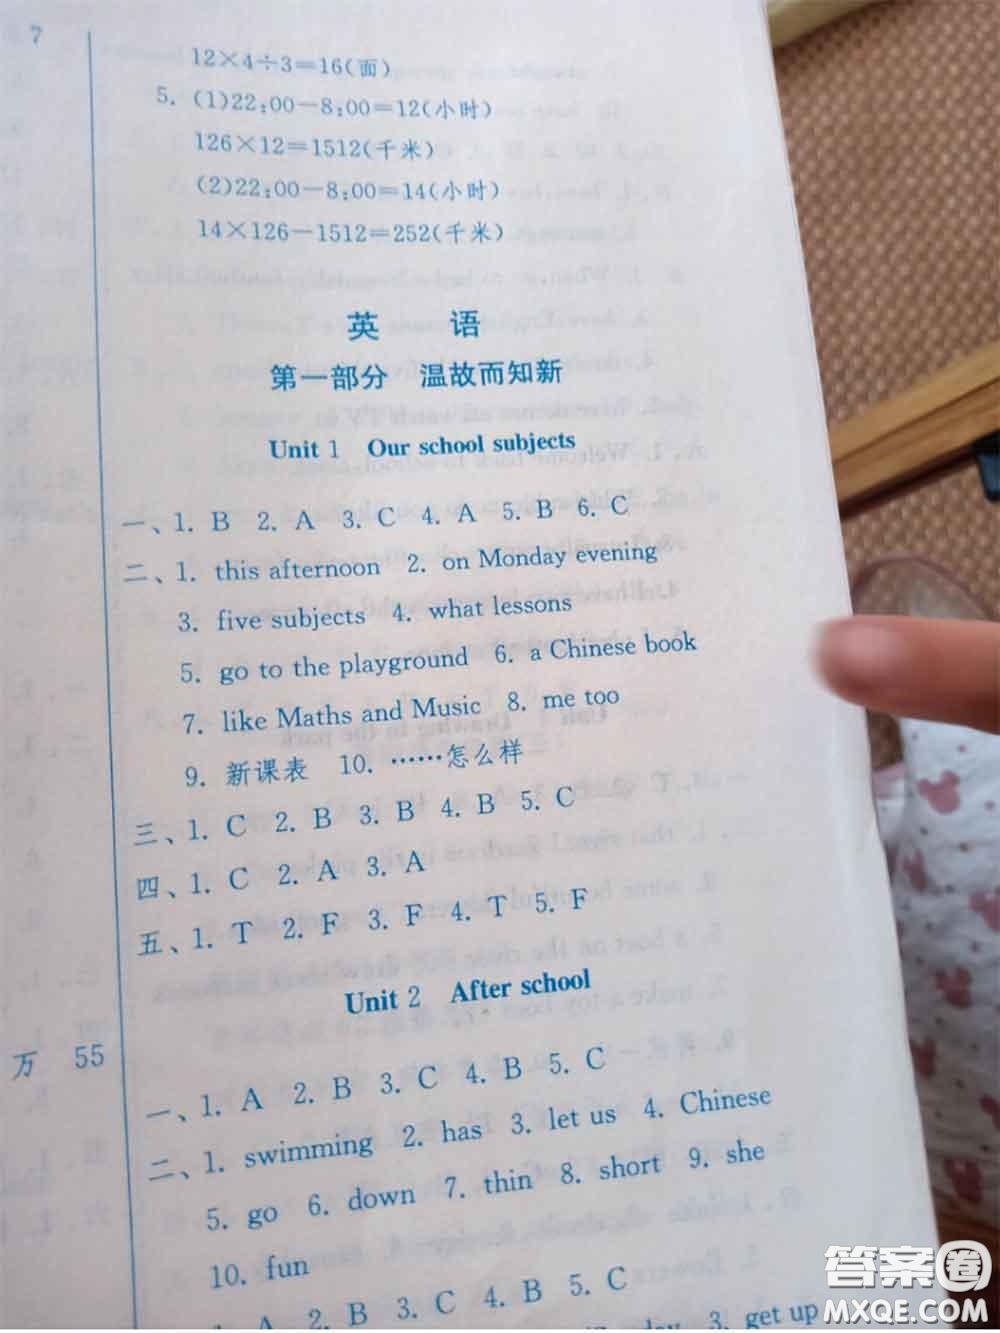 7
12×4÷3=16(面)
5. (1)22:00-8:00=12(小时)
126×12=1512(千米)
(2)22:00-8:00=14(小时)
14×126-1512=252(千米)
英 语
第一部分 温故而知新
Unit 1 Our school subjects
一、1. B 2. A 3. C 4. A 5. B 6. C
二、1. this afternoon 2. on Monday evening
3. five subjects 4. what lessons
5. go to the playground 6. a Chinese book
7. like Maths and Music 8. me too
9. 新课表 10. ……怎么样
三、1. C 2. B 3. B 4. B 5. C
四、1. C 2. A 3. A
五、1. T 2. F 3. F 4. T 5. F
Unit 2 After school
万 55
一、1. A 2. B 3. C 4. B 5. C
二、1. swimming 2. has 3. let us 4. Chinese
5. go 6. down 7. thin 8. short 9. she
10. fun
1. A 2. B 3. C 4. B 5. C
3. get up
答案圈
MXQE.COM